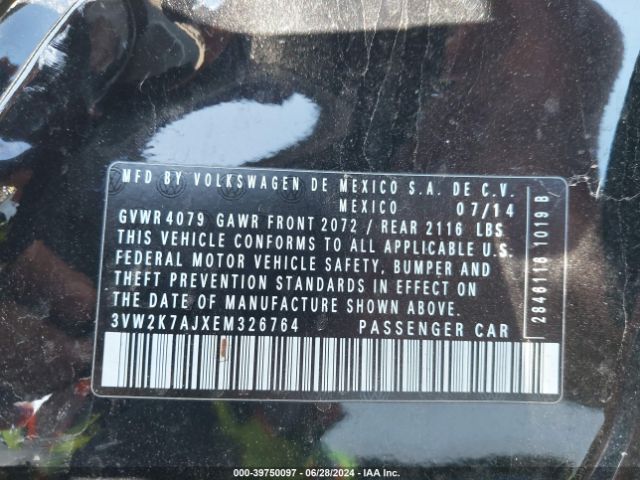 MFD BY VOLKSWAGEN DE MEXICO S.A. DE C.V.
MEXICO 07/14
GVWR 4079 GAWR FRONT 2072 / REAR 2116 LBS
THIS VEHICLE CONFORMS TO ALL APPLICABLE U.S.
FEDERAL MOTOR VEHICLE SAFETY, BUMPER AND
THEFT PREVENTION STANDARDS IN EFFECT ON
THE DATE OF MANUFACTURE SHOWN ABOVE.
3VW2K7AJXEM326764 PASSENGER CAR
2846118 1019 B
000-39750097 - 06/28/2024 - IAA Inc.